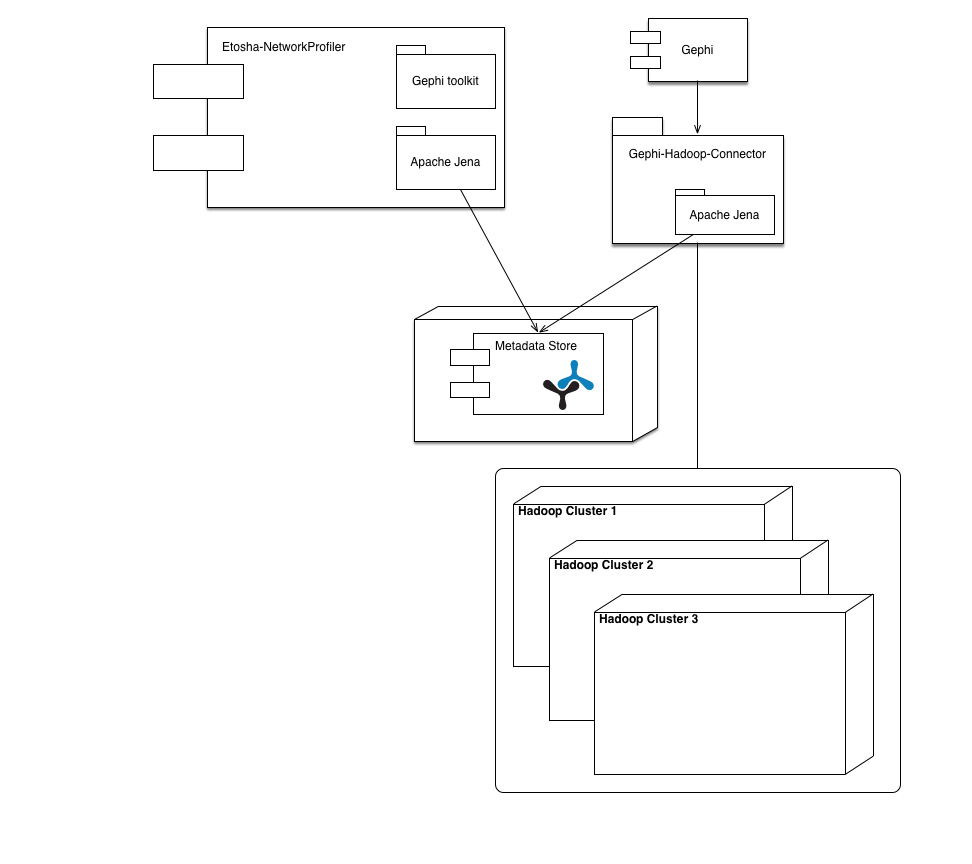 Etosha-NetworkProfiler
Gephi toolkit
Apache Jena
Gephi
Gephi-Hadoop-Connector
Apache Jena
Metadata Store
Hadoop Cluster 1
Hadoop Cluster 2
Hadoop Cluster 3